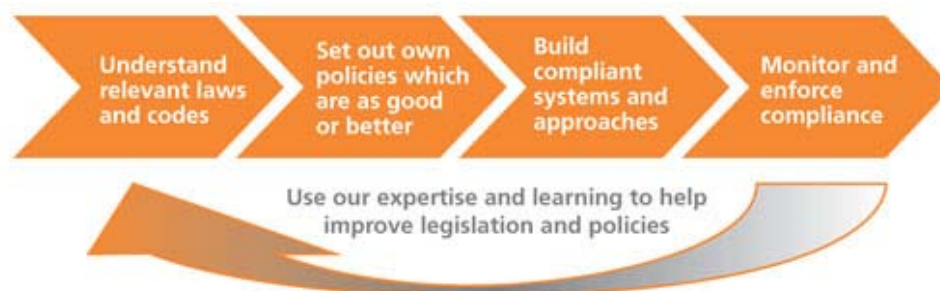 Understand
relevant laws
and codes
Set out own
policies which
are as good
or better
Build
compliant
systems and
approaches
Monitor and
enforce
compliance
Use our expertise and learning to help
improve legislation and policies